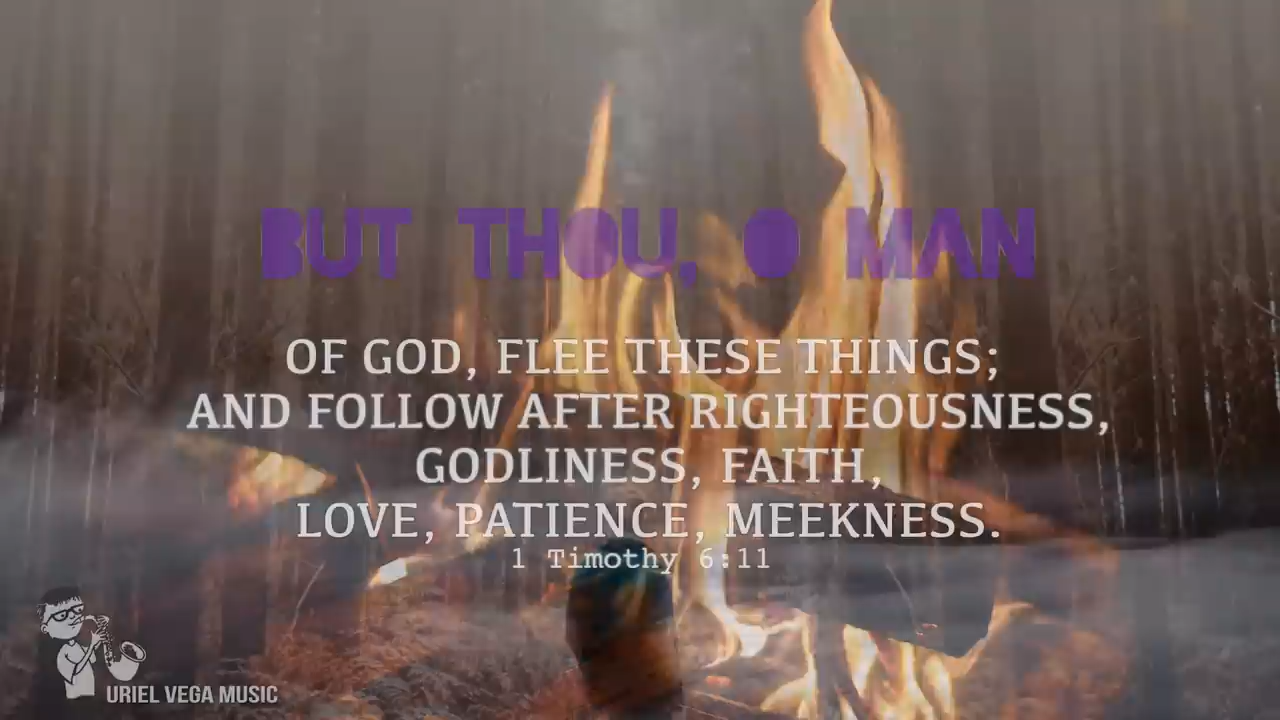 BUT THOU, O MAN
OF GOD, FLEE THESE THINGS;
AND FOLLOW AFTER RIGHTEOUSNESS,
GODLINESS, FAITH,
LOVE, PATIENCE, MEEKNESS.
1 Timothy 6:11
URIEL VEGA MUSIC